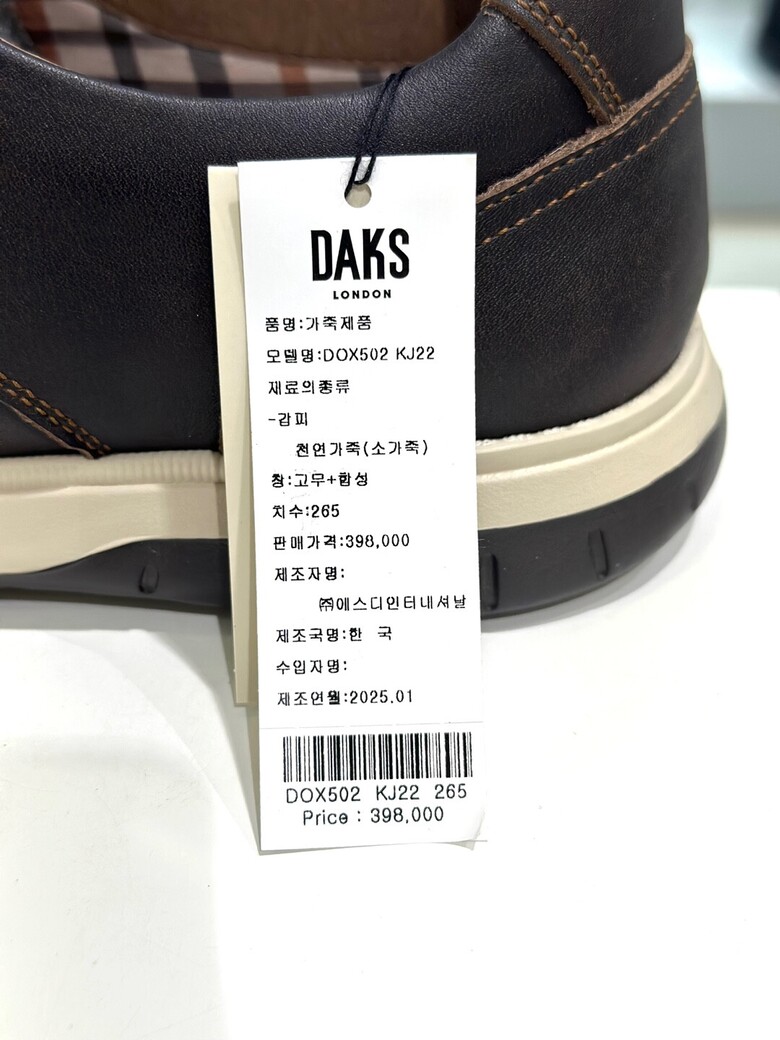 DAKS
LONDON
품명:가죽제품
모델명:DOX502 KJ22
재료의종류
-감피
천연가죽(소가죽)
창:고무+합성
치수:265
판매가격:398,000
제조자명:
㈜에스디인터내셔날
제조국명:한 국
수입자명:
제조연월:2025.01
DOX502 KJ22 265
Price : 398,000